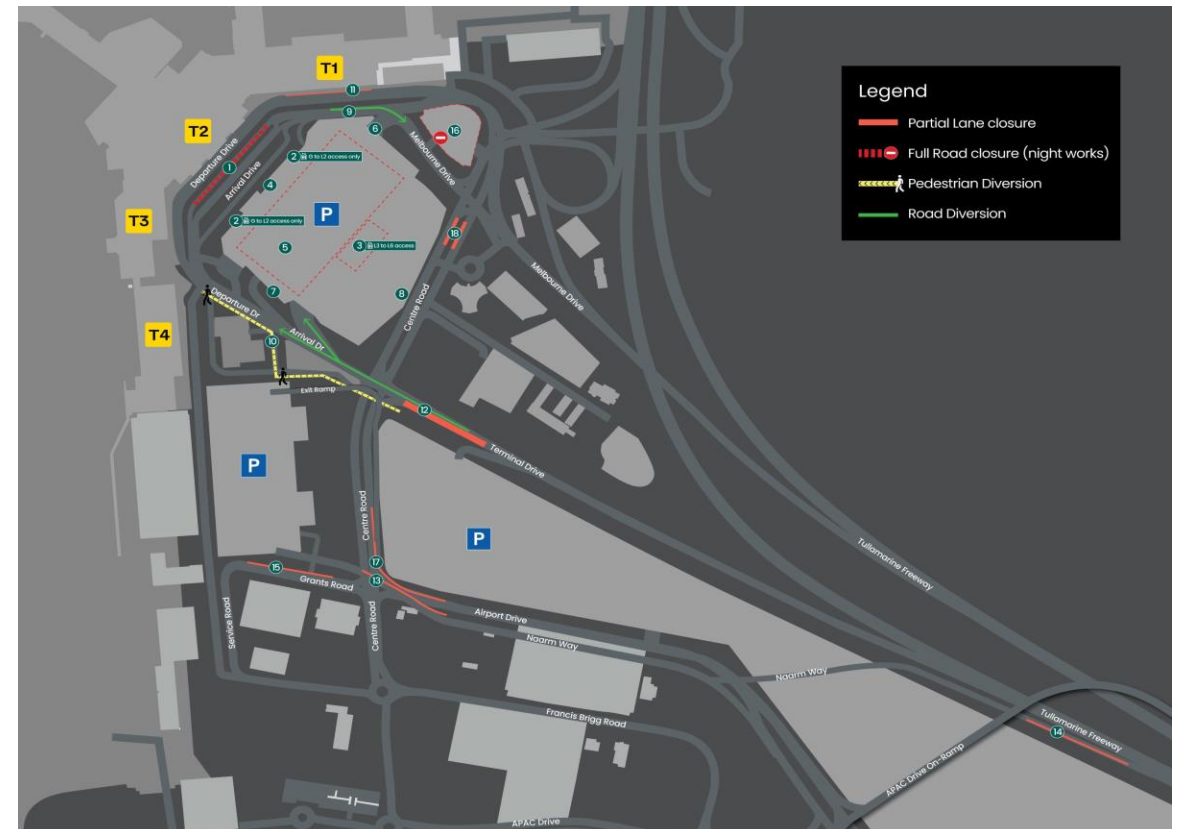 T1
11
Legend
Partial Lane closure
Full Road closure (night works)
Pedestrian Diversion
Road Diversion
9
6
16
T2
Departure Drive
1
Arrival Drive
2 G to L2 access only
Melbourne Drive
4
T3
P
2 G to L2 access only
5
3 L3 to L6 access
18
Melbourne Drive
7
8
Centre Road
Departure Dr
T4
10
Arrival Dr
Exit Ramp
12
Terminal Drive
P
Centre Road
P
Tullamarine Freeway
17
15
13
Grants Road
Service Road
Centre Road
Airport Drive
Naarm Way
Naarm Way
Francis Brigg Road
Tullamarine Freeway
14
APAC Drive On-Ramp
APAC Drive